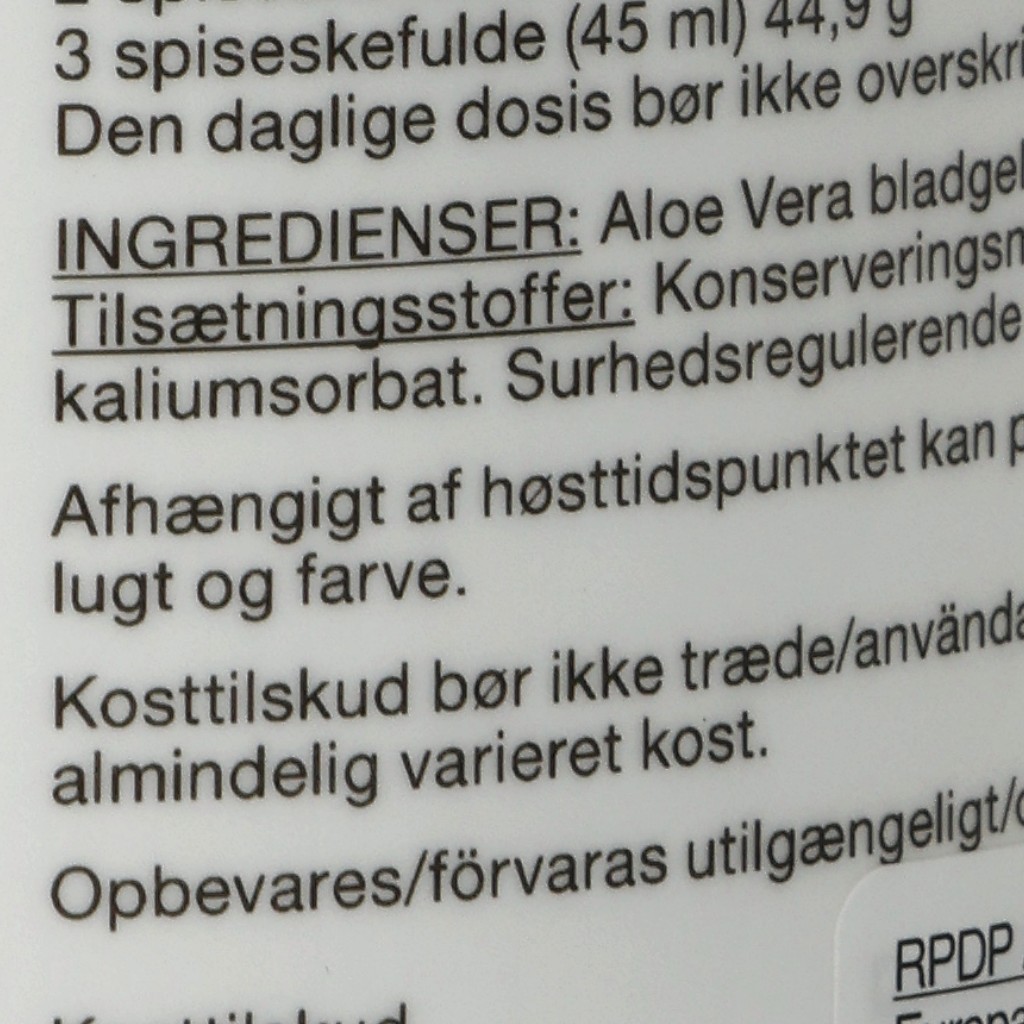 3 spiseskefulde (45 ml) 44,9 g
Den daglige dosis bør ikke overskri
INGREDIENSER: Aloe Vera bladgel
Tilsætningsstoffer: Konserveringsm
kaliumsorbat. Surhedsregulerende
Afhængigt af høsttidspunktet kan p
lugt og farve.
Kosttilskud bør ikke træde/använda
almindelig varieret kost.
Opbevares/förvaras utilgængeligt/o
RPDP